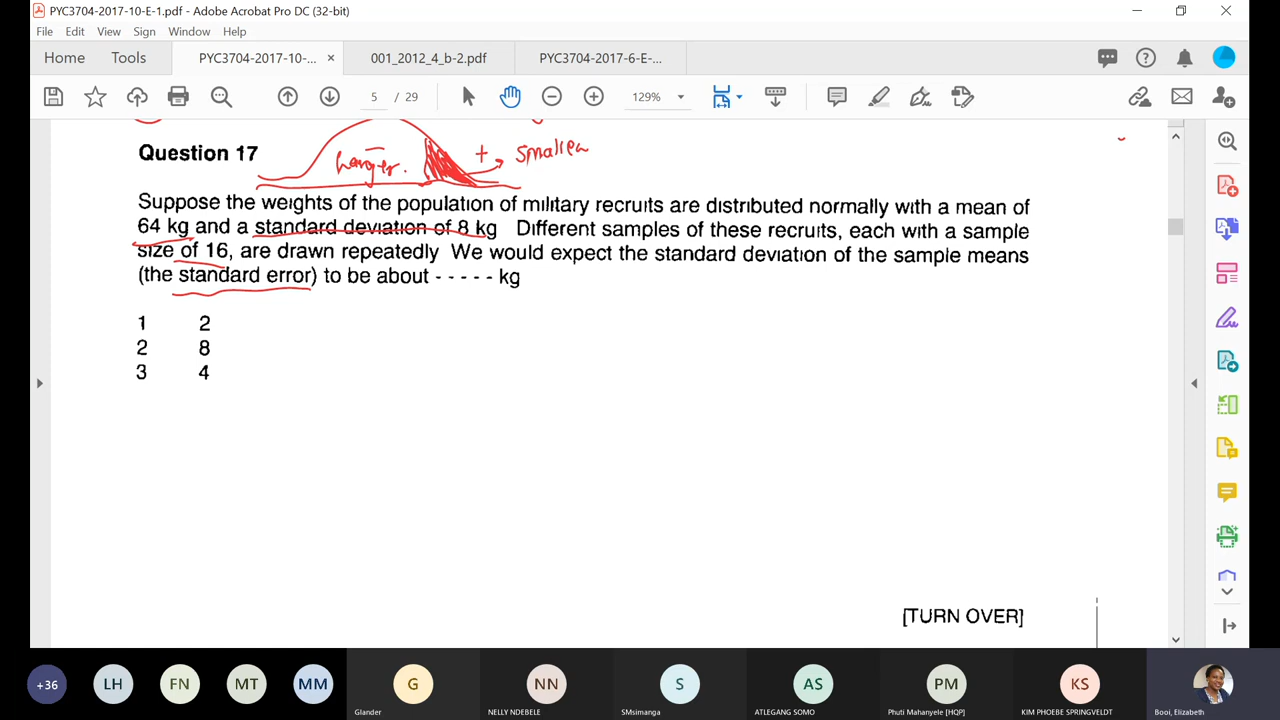 PYC3704-2017-10-E-1.pdf - Adobe Acrobat Pro DC (32-bit)
File Edit View Sign Window Help
Home Tools PYC3704-2017-10-... × 001_2012_4_b-2.pdf PYC3704-2017-6-E-...
5 / 29 129%
Question 17
larger. + smaller
Suppose the weights of the population of military recruits are distributed normally with a mean of
64 kg and a standard deviation of 8 kg Different samples of these recruits, each with a sample
size of 16, are drawn repeatedly We would expect the standard deviation of the sample means
(the standard error) to be about - - - - - kg
1 2
2 8
3 4
[TURN OVER]
+36 LH FN MT MM G NN S AS PM KS
Glander NELLY NDEBELE SMsimanga ATLEGANG SOMO Phuti Mahanyele [HQP] KIM PHOEBE SPRINGVELDT Booi, Elizabeth